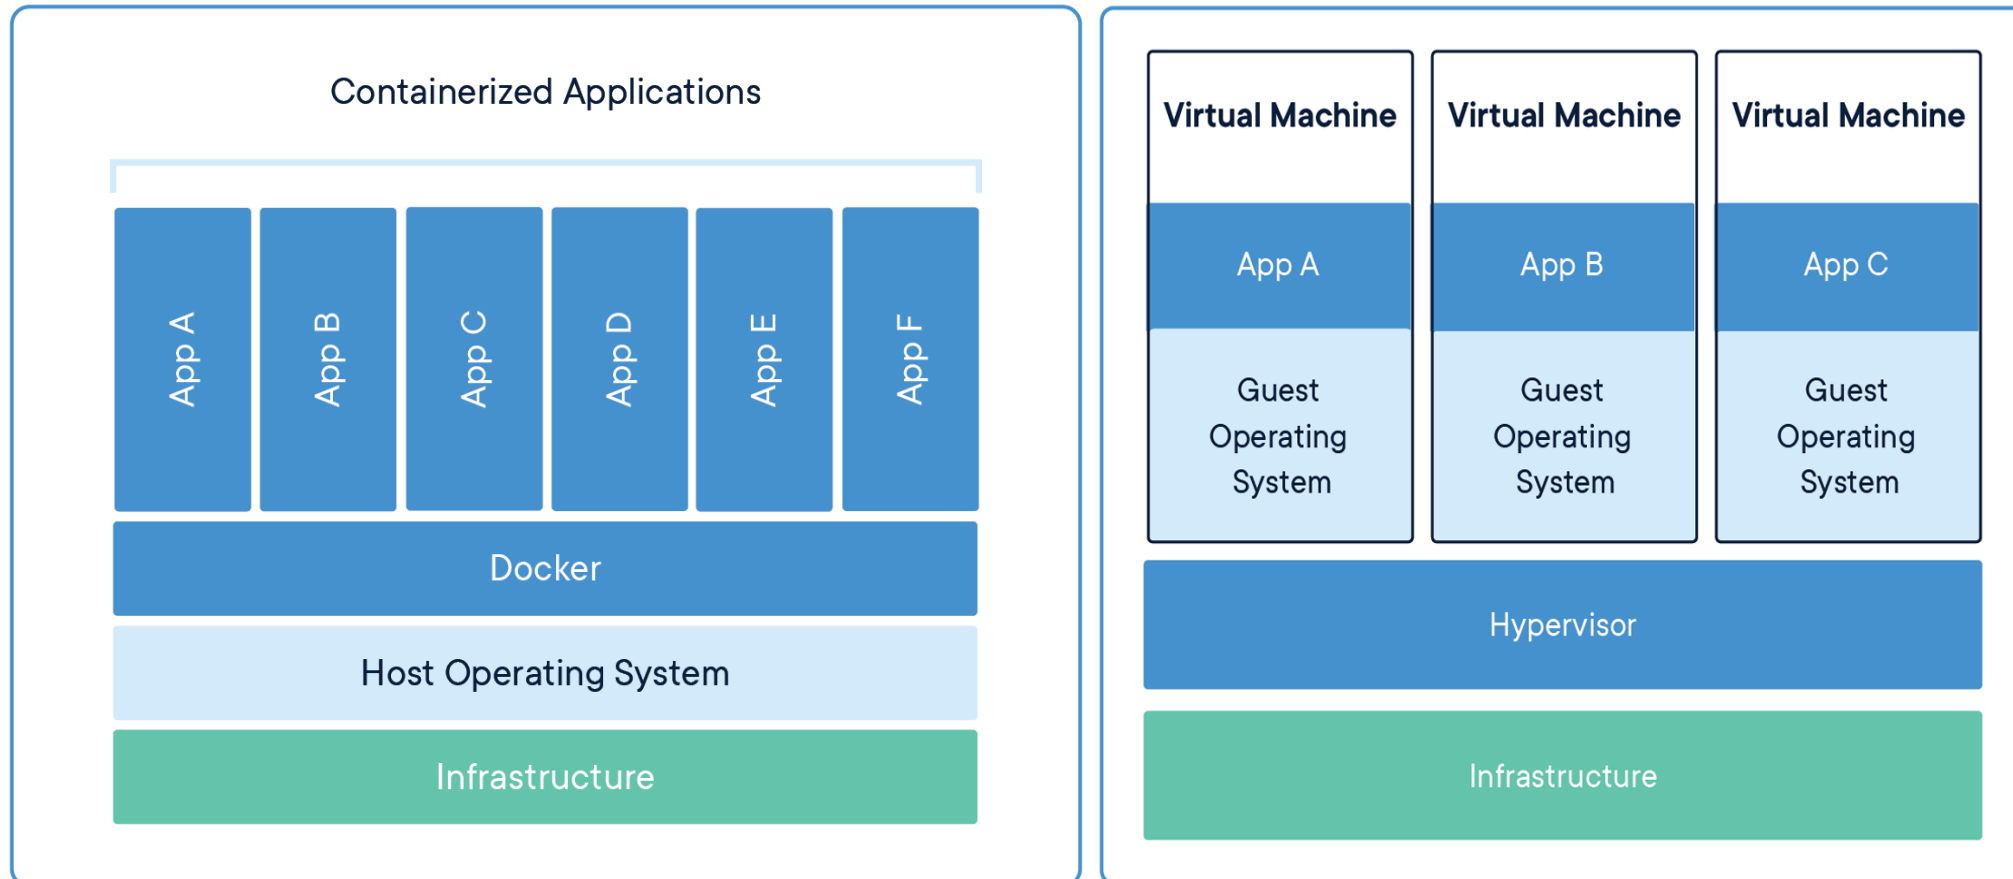 Containerized Applications
App A
App B
App C
App D
App E
App F
Docker
Host Operating System
Infrastructure
Virtual Machine
App A
Guest
Operating
System
Virtual Machine
App B
Guest
Operating
System
Virtual Machine
App C
Guest
Operating
System
Hypervisor
Infrastructure